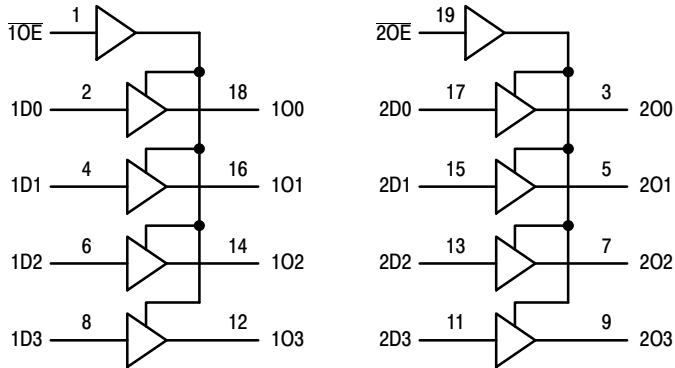 1OE 1
2 18
1D0 1O0
4 16
1D1 1O1
6 14
1D2 1O2
8 12
1D3 1O3
2OE 19
17 3
2D0 2O0
15 5
2D1 2O1
13 7
2D2 2O2
11 9
2D3 2O3